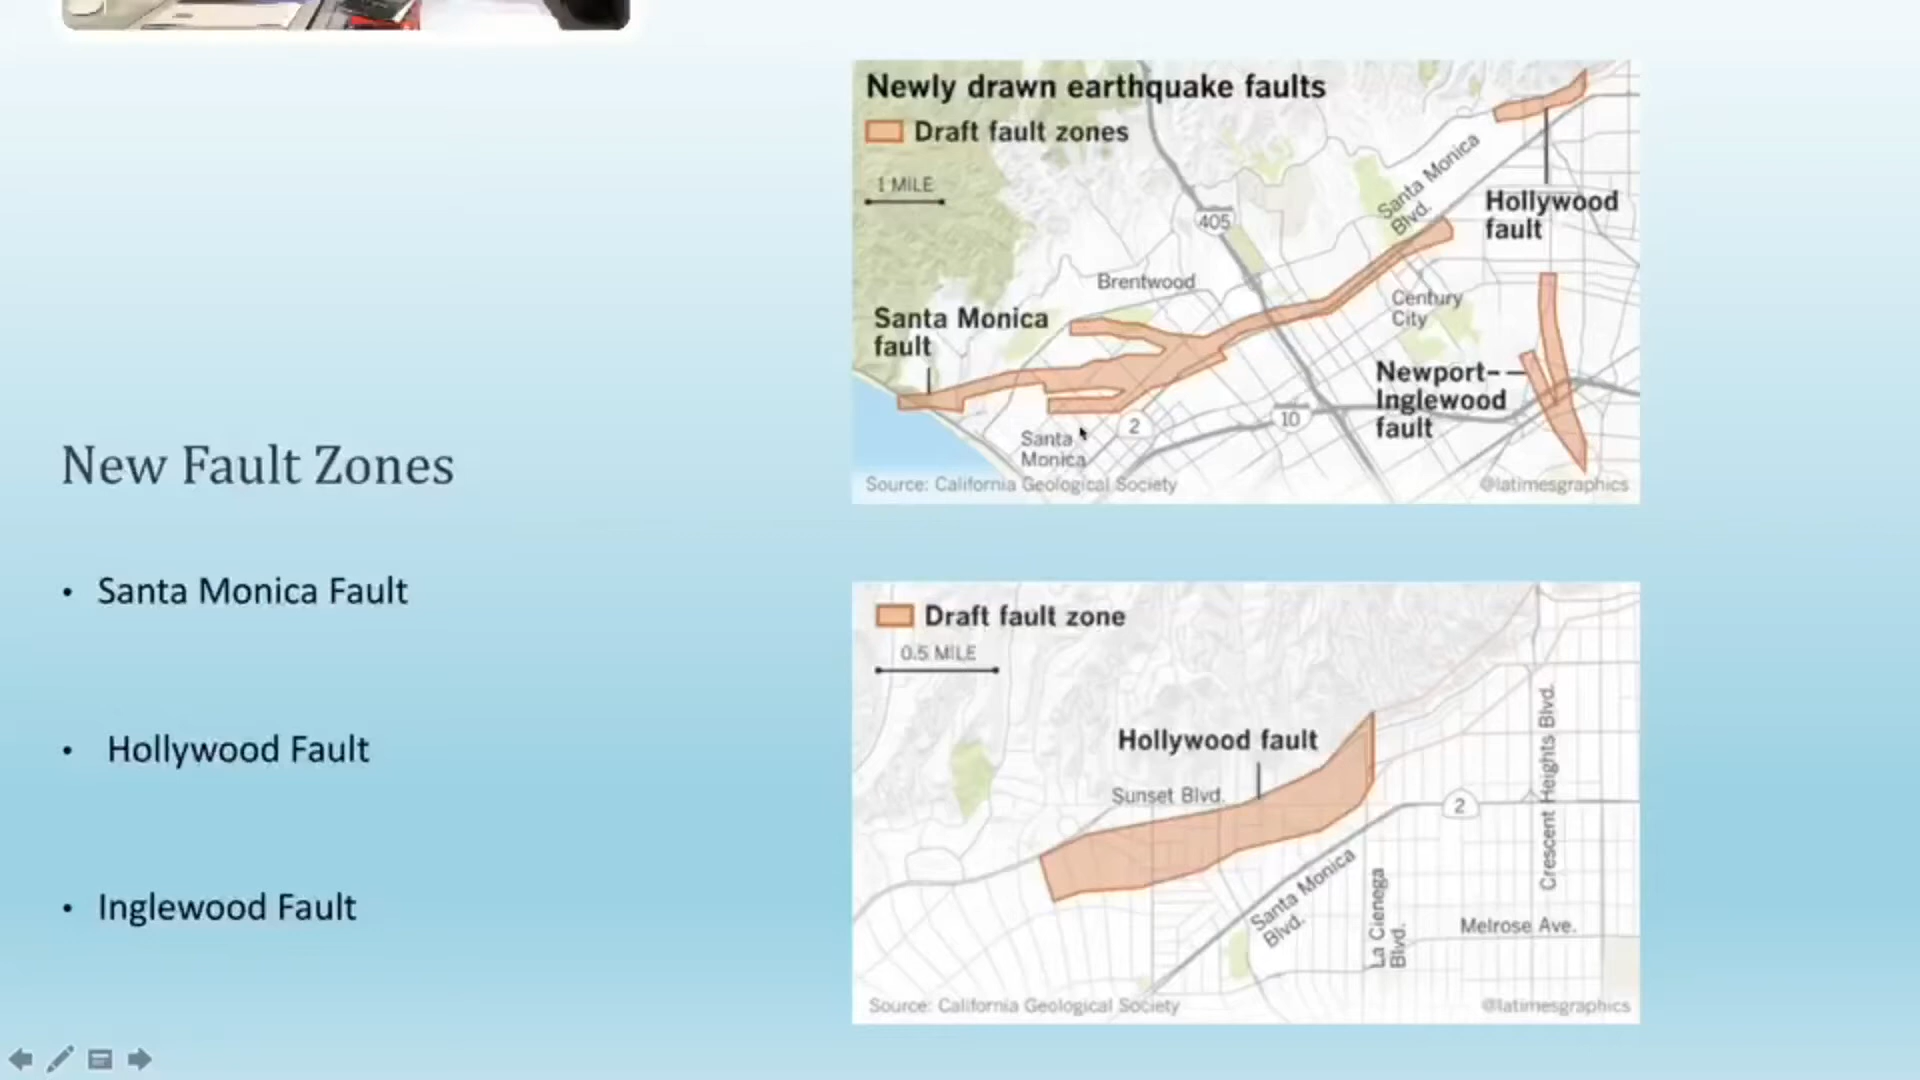 New Fault Zones
• Santa Monica Fault
• Hollywood Fault
• Inglewood Fault
Newly drawn earthquake faults
Draft fault zones
1 MILE
405
Santa Monica
Blvd.
Hollywood
fault
Brentwood
Century
City
Santa Monica
fault
Newport-
Inglewood
fault
10
2
Santa
Monica
Source: California Geological Society
@latimesgraphics
Draft fault zone
0.5 MILE
Hollywood fault
Sunset Blvd.
2
Crescent Heights Blvd.
Santa Monica
Blvd.
La Cienega
Blvd.
Melrose Ave.
Source: California Geological Society
@latimesgraphics